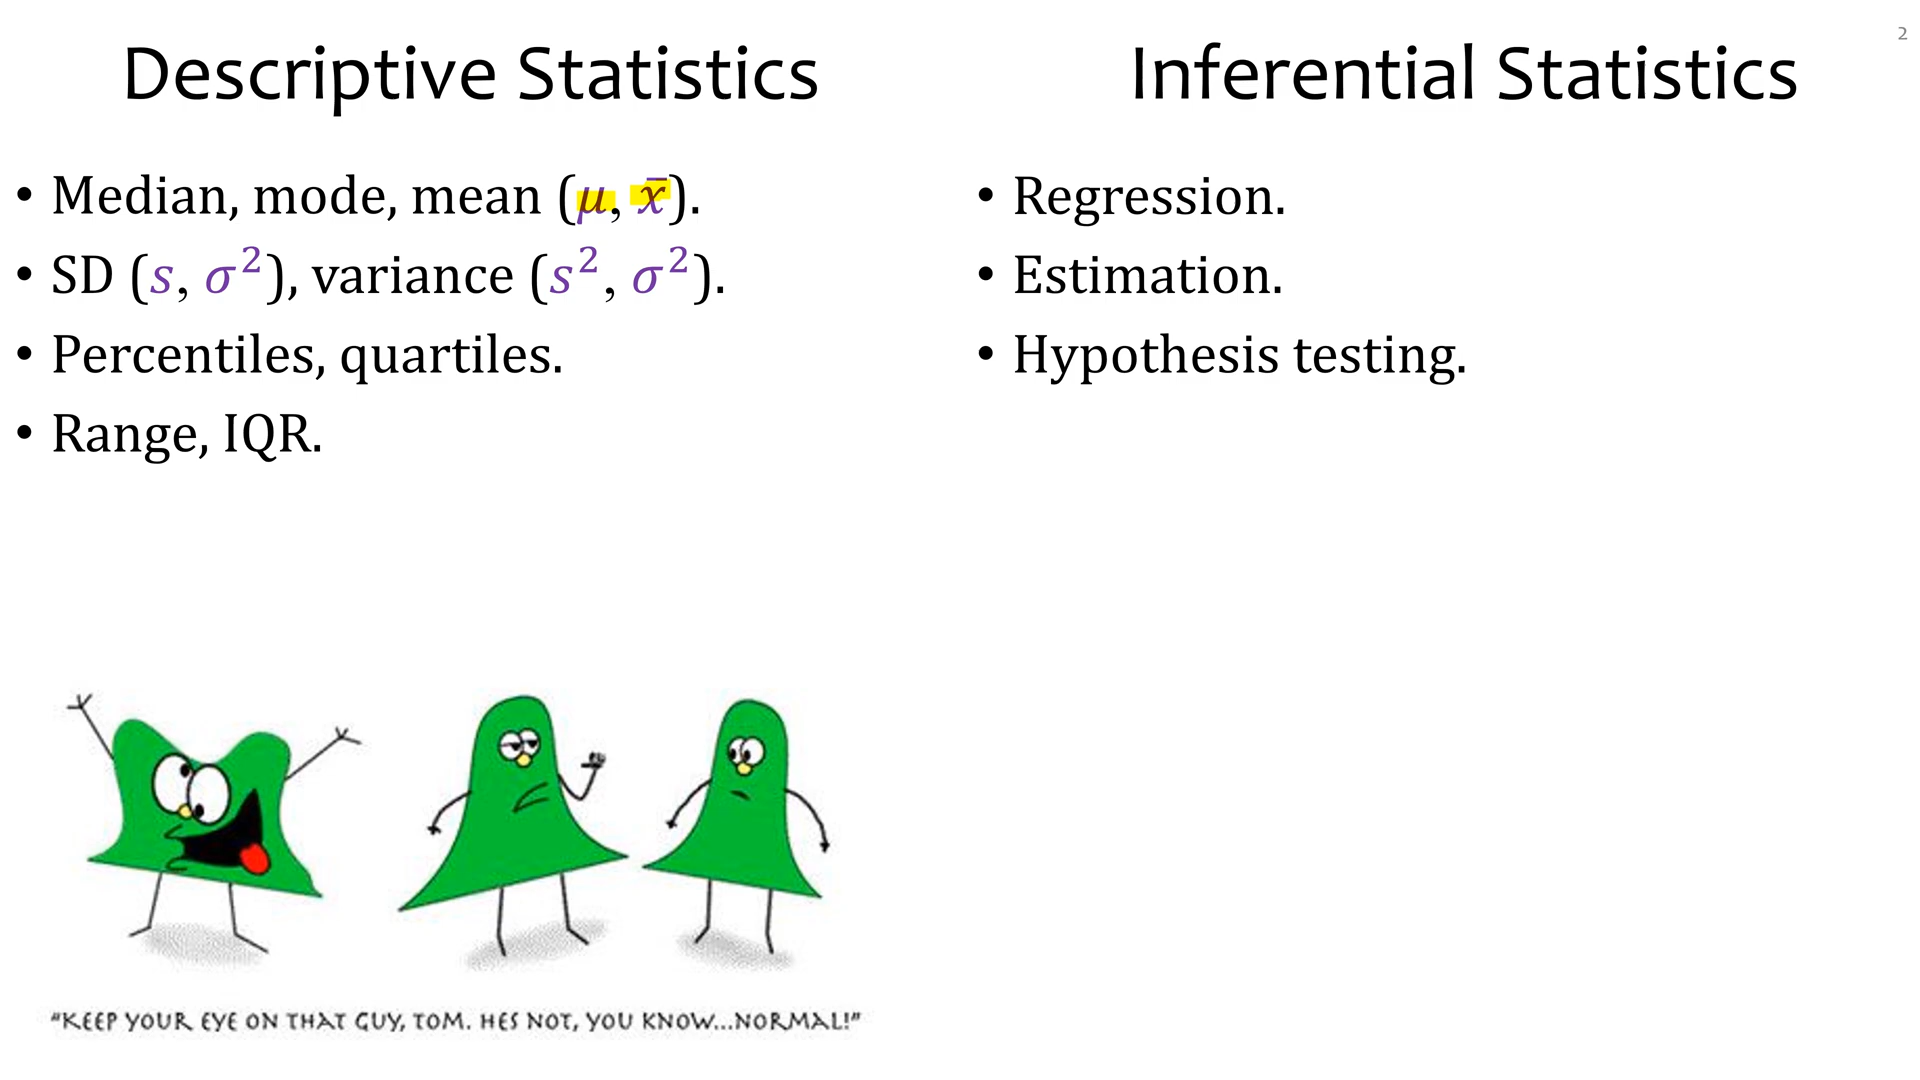 2
Descriptive Statistics
• Median, mode, mean (μ, x̄).
• SD (s, σ²), variance (s², σ²).
• Percentiles, quartiles.
• Range, IQR.
Inferential Statistics
• Regression.
• Estimation.
• Hypothesis testing.
"KEEP YOUR EYE ON THAT GUY, TOM. HES NOT, YOU KNOW...NORMAL!"